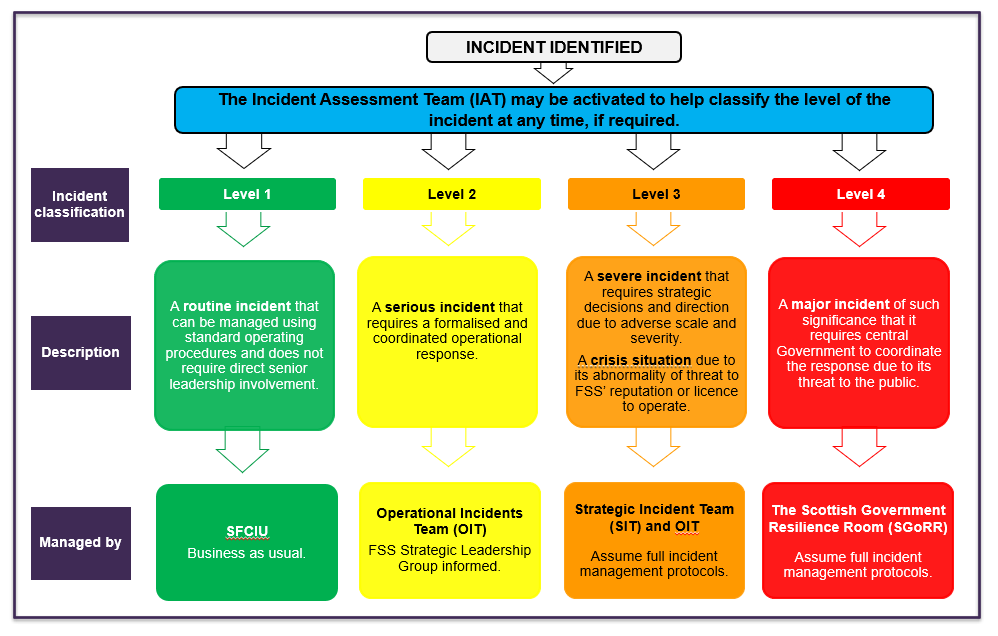 INCIDENT IDENTIFIED
The Incident Assessment Team (IAT) may be activated to help classify the level of the
incident at any time, if required.
Incident
classification
Level 1
Level 2
Level 3
Level 4
Description
A routine incident that
can be managed using
standard operating
procedures and does not
require direct senior
leadership involvement.
A serious incident that
requires a formalised and
coordinated operational
response.
A severe incident that
requires strategic
decisions and direction
due to adverse scale and
severity.
A crisis situation due to
its abnormality of threat to
FSS’ reputation or licence
to operate.
A major incident of such
significance that it
requires central
Government to coordinate
the response due to its
threat to the public.
Managed by
SFCIU
Business as usual.
Operational Incidents
Team (OIT)
FSS Strategic Leadership
Group informed.
Strategic Incident Team
(SIT) and OIT
Assume full incident
management protocols.
The Scottish Government
Resilience Room (SGoRR)
Assume full incident
management protocols.